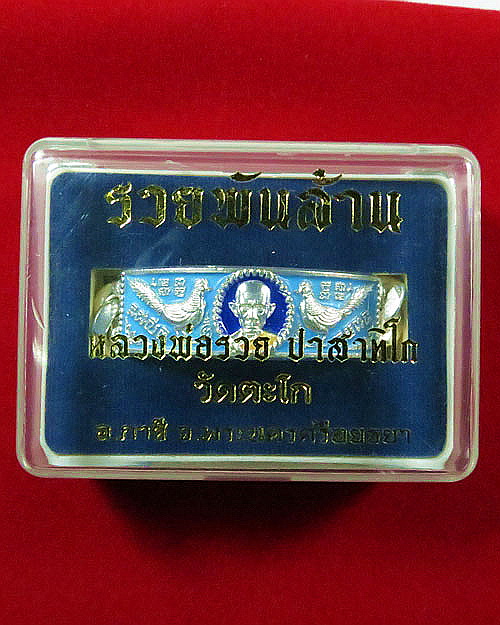 รวยพันล้าน
หลวงพ่อรวย ปาสาทิโก
วัดตะโก
อ.ภาชี จ.พระนครศรีอยุธยา